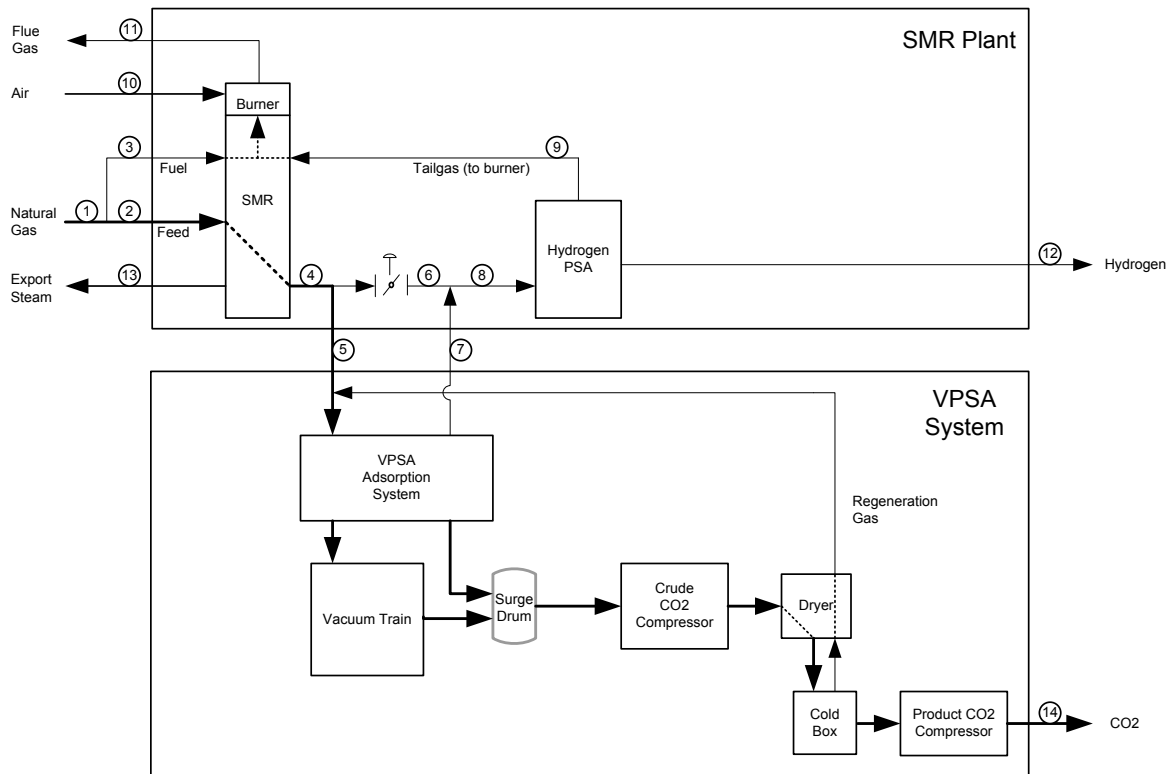 SMR Plant
Flue
Gas
11
Air
10
Burner
3
Fuel
9
Tailgas (to burner)
SMR
Natural
Gas
1
2
Feed
Hydrogen
PSA
12
Hydrogen
Export
Steam
13
4
6
8
5
7
VPSA
System
VPSA
Adsorption
System
Regeneration
Gas
Vacuum Train
Surge
Drum
Crude
CO2
Compressor
Dryer
Cold
Box
Product CO2
Compressor
14
CO2